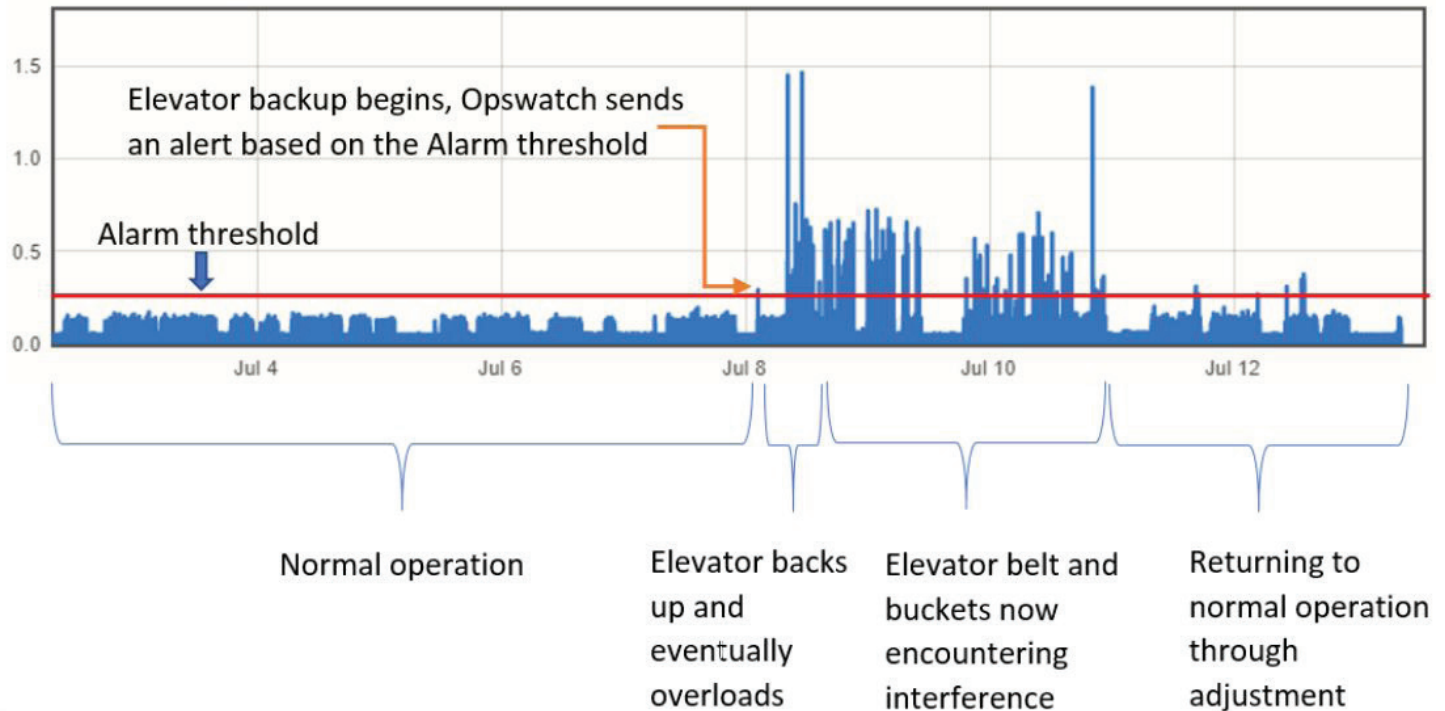 1.5
Elevator backup begins, Opswatch sends
an alert based on the Alarm threshold
1.0
Alarm threshold
0.5
0.0
Jul 4
Jul 6
Jul 8
Jul 10
Jul 12
Normal operation
Elevator backs
up and
eventually
overloads
Elevator belt and
buckets now
encountering
interference
Returning to
normal operation
through
adjustment